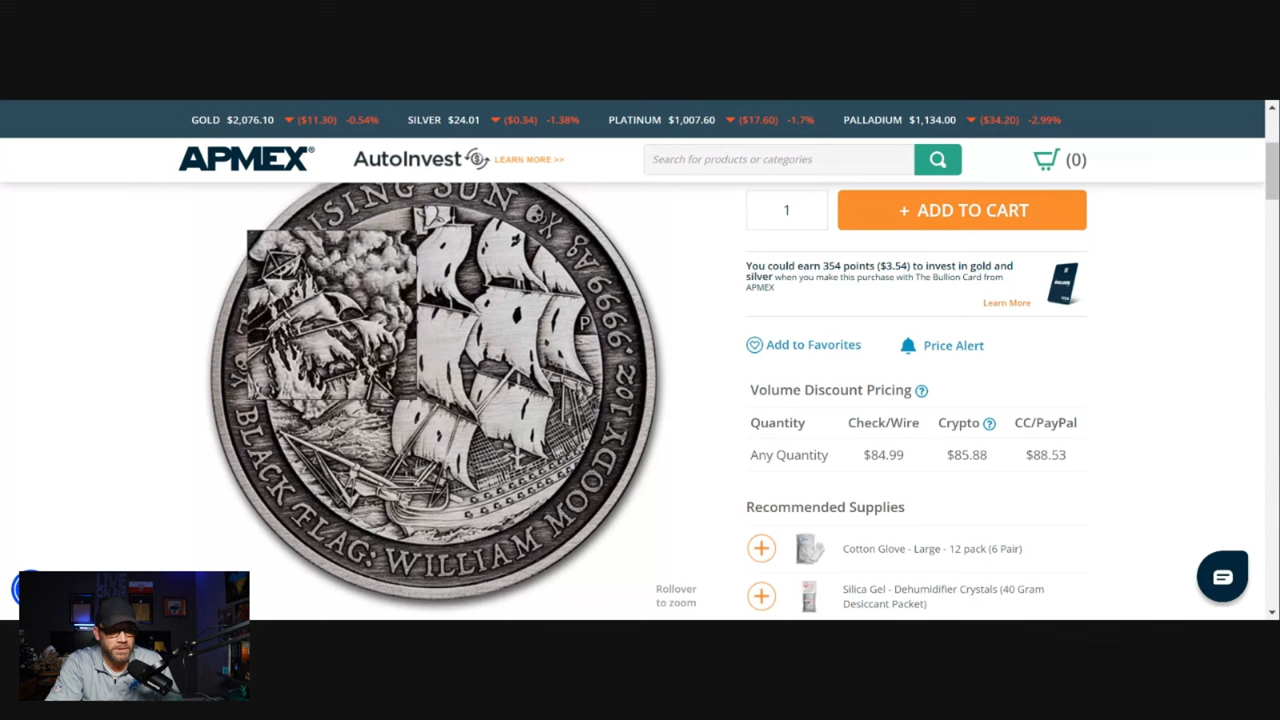 GOLD $2,076.10 ($11.30) -0.54% SILVER $24.01 ($0.34) -1.38% PLATINUM $1,007.60 ($17.60) -1.7% PALLADIUM $1,134.00 ($34.20) -2.99%
APMEX® AutoInvest LEARN MORE >> Search for products or categories (0)
RISING SUN 9999Ag
P
BLACK FLAG: WILLIAM MOODY 1OZ
1 + ADD TO CART
You could earn 354 points ($3.54) to invest in gold and
silver when you make this purchase with The Bullion Card from
APMEX
Learn More
Add to Favorites Price Alert
Volume Discount Pricing ?
Quantity Check/Wire Crypto ? CC/PayPal
Any Quantity $84.99 $85.88 $88.53
Recommended Supplies
+ Cotton Glove - Large - 12 pack (6 Pair)
+ Silica Gel - Dehumidifier Crystals (40 Gram
Desiccant Packet)
Rollover
to zoom
LIVE
ON AIR